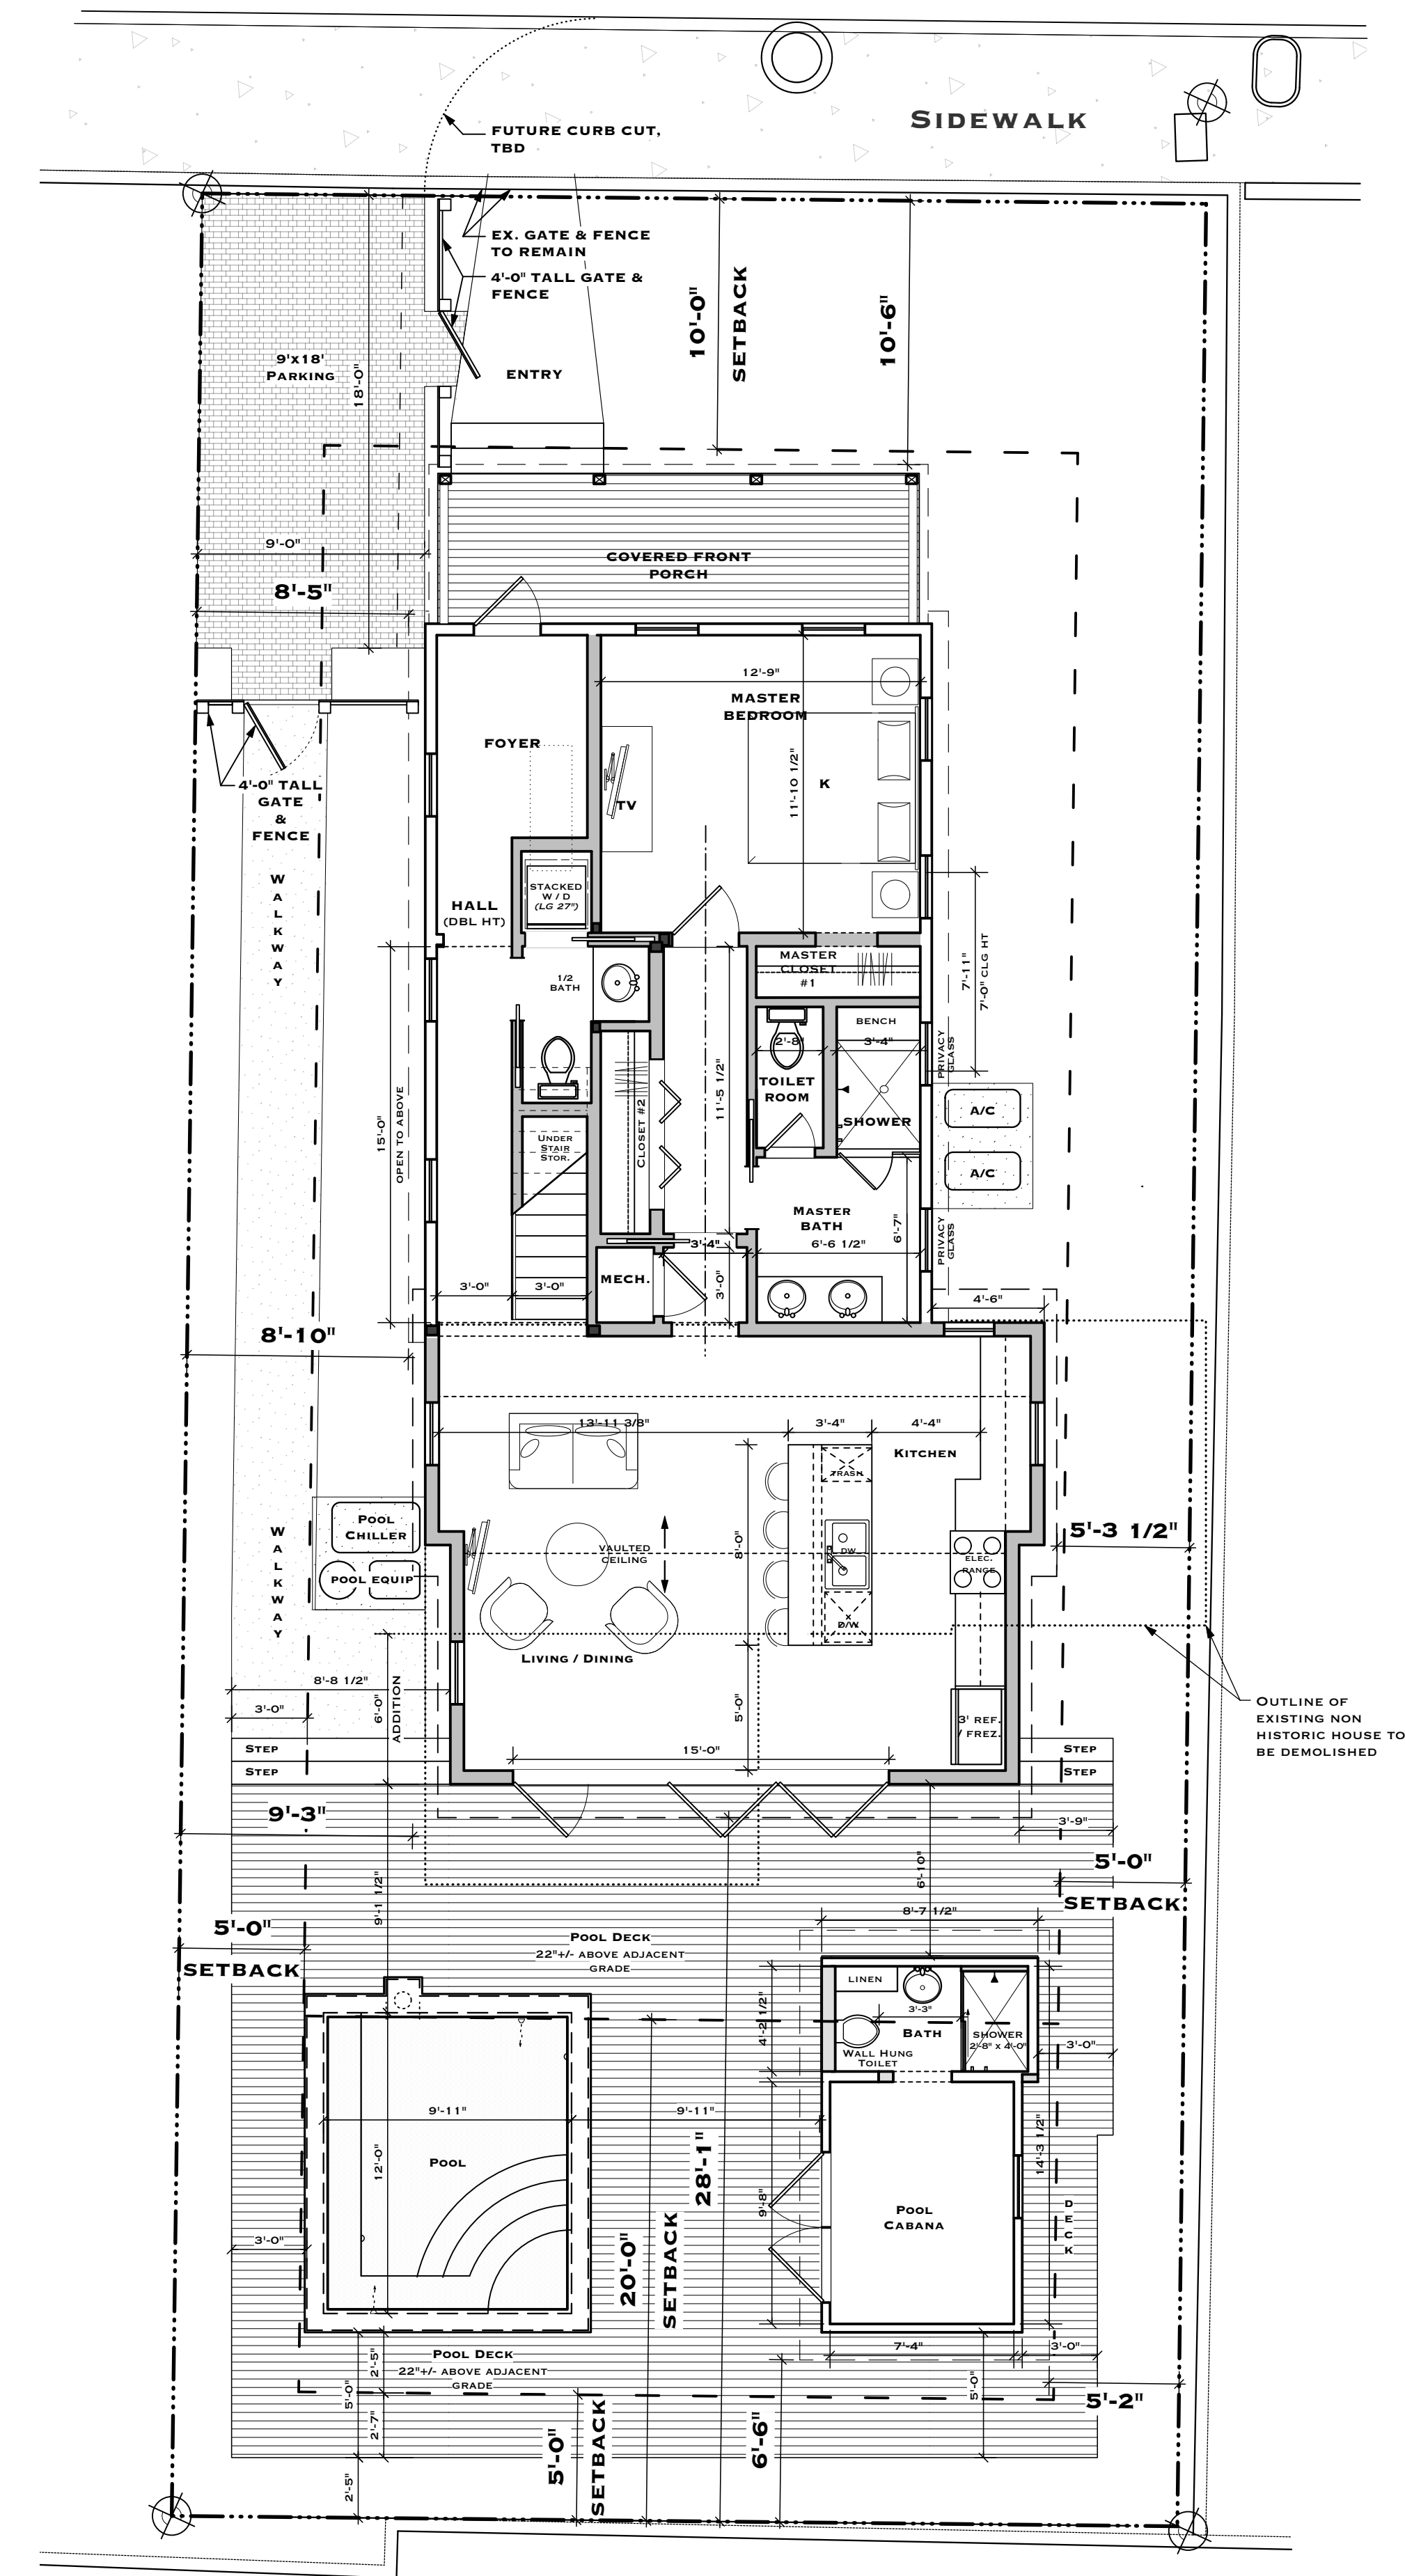 SIDEWALK
FUTURE CURB CUT,
TBD
EX. GATE & FENCE
TO REMAIN
4'-0" TALL GATE &
FENCE
10'-0"
SETBACK
10'-6"
9'x18'
PARKING
18'-0"
ENTRY
9'-0"
8'-5"
COVERED FRONT
PORCH
12'-9"
MASTER
BEDROOM
FOYER
11'-10 1/2"
K
TV
4'-0" TALL
GATE
&
FENCE
WALKWAY
STACKED
W / D
(LG 27")
HALL
(DBL HT)
7'-11"
7'-0" CLG HT
MASTER
CLOSET
#1
1/2
BATH
BENCH
2'-8"
3'-4"
PRIVACY
GLASS
TOILET
ROOM
SHOWER
A/C
A/C
11'-5 1/2"
CLOSET #2
15'-0"
OPEN TO ABOVE
UNDER
STAIR
STOR.
MASTER
BATH
6'-7"
PRIVACY
GLASS
3'-4"
6'-6 1/2"
MECH.
3'-0"
3'-0"
3'-0"
4'-6"
8'-10"
13'-11 3/8"
3'-4"
4'-4"
KITCHEN
TRASH
POOL
CHILLER
WALKWAY
VAULTED
CEILING
8'-0"
DW
ELEC.
RANGE
5'-3 1/2"
POOL EQUIP
D/W
LIVING / DINING
8'-8 1/2"
3'-0"
6'-0"
ADDITION
5'-0"
3' REF.
/ FREZ.
OUTLINE OF
EXISTING NON
HISTORIC HOUSE TO
BE DEMOLISHED
STEP
STEP
15'-0"
STEP
STEP
9'-3"
3'-9"
5'-0"
SETBACK
9'-1 1/2"
6'-10"
8'-7 1/2"
5'-0"
SETBACK
POOL DECK
22"+/- ABOVE ADJACENT
GRADE
LINEN
3'-3"
4'-2 1/2"
BATH
SHOWER
2'-8" x 4'-0"
WALL HUNG
TOILET
3'-0"
9'-11"
9'-11"
POOL
12'-0"
28'-1"
20'-0"
SETBACK
9'-8"
14'-3 1/2"
POOL
CABANA
DECK
3'-0"
POOL DECK
22"+/- ABOVE ADJACENT
GRADE
2'-5"
5'-0"
2'-7"
2'-5"
7'-4"
3'-0"
5'-0"
5'-2"
5'-0"
SETBACK
6'-6"